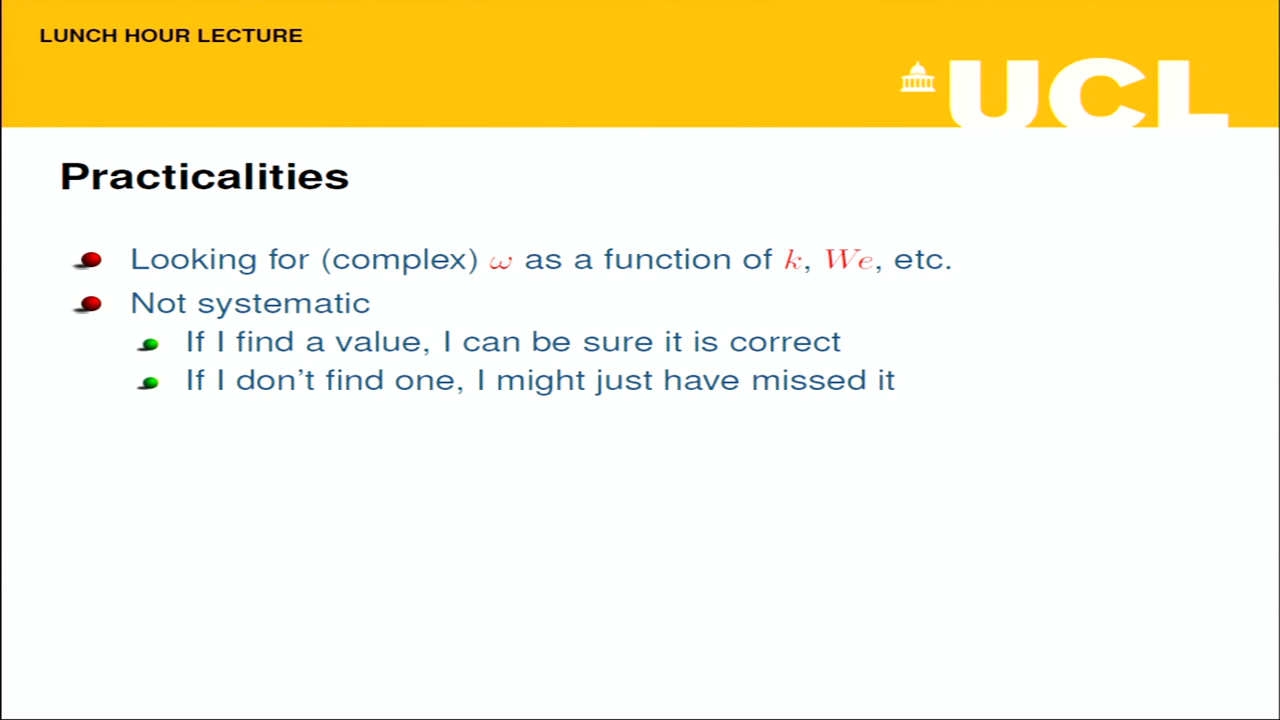 LUNCH HOUR LECTURE
UCL
Practicalities
Looking for (complex) ω as a function of k, We, etc.
Not systematic
If I find a value, I can be sure it is correct
If I don't find one, I might just have missed it